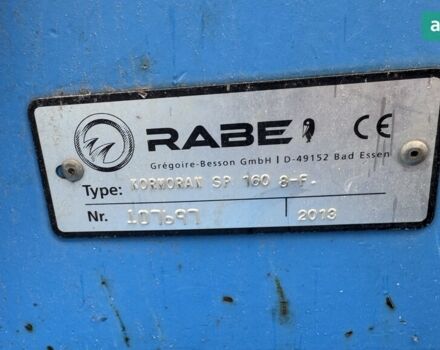 a
RABE CE
Grégoire-Besson GmbH | D-49152 Bad Essen
Type: KORMORAN SP 160 8-F.
Nr. 107697 2013